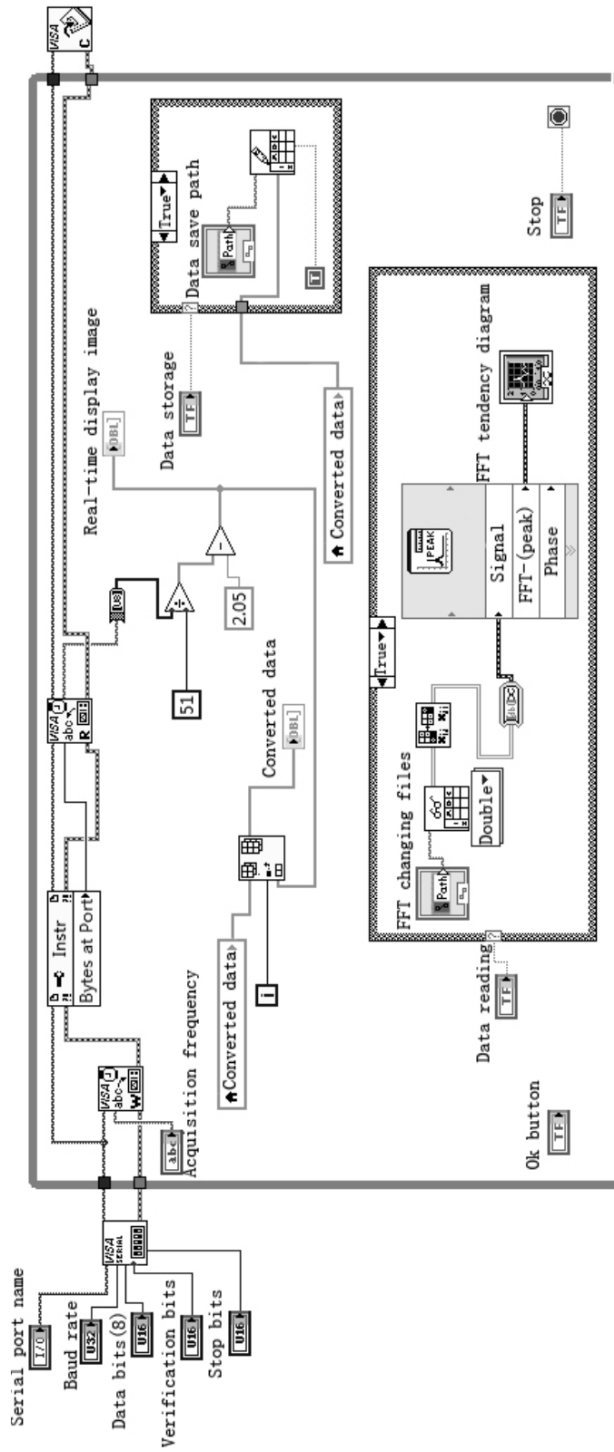 Serial port name
I/O
Baud rate
U32
Data bits(8)
U16
Verification bits
U16
Stop bits
U16
VISA
SERIAL
VISA
abc
W
abc
Acquisition frequency
Instr
Bytes at Port
VISA
abc
R
[U8]
VISA
C
Real-time display image
DBL]
51
÷
2.05
-
Converted data
i
Converted data
DBL]
Data storage
TF
?
True
Data save path
Path
T
Converted data
Ok button
TF
Data reading
TF
?
True
FFT changing files
Path
Double
PEAK
Signal
FFT-(peak)
Phase
FFT tendency diagram
Stop
TF